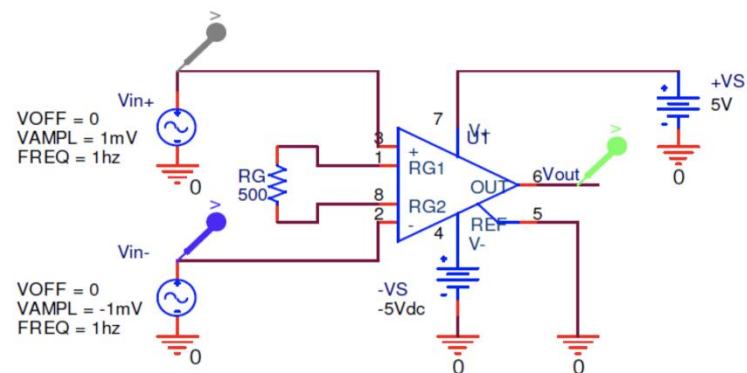 V
Vin+
VOFF = 0
VAMPL = 1mV
FREQ = 1hz
0
+VS
5V
0
7
V+
U1
3
+
1
RG1
RG
500
8
RG2
2
-
OUT
6
Vout
V
REF
5
4
V-
V
Vin-
VOFF = 0
VAMPL = -1mV
FREQ = 1hz
0
-VS
-5Vdc
0
0